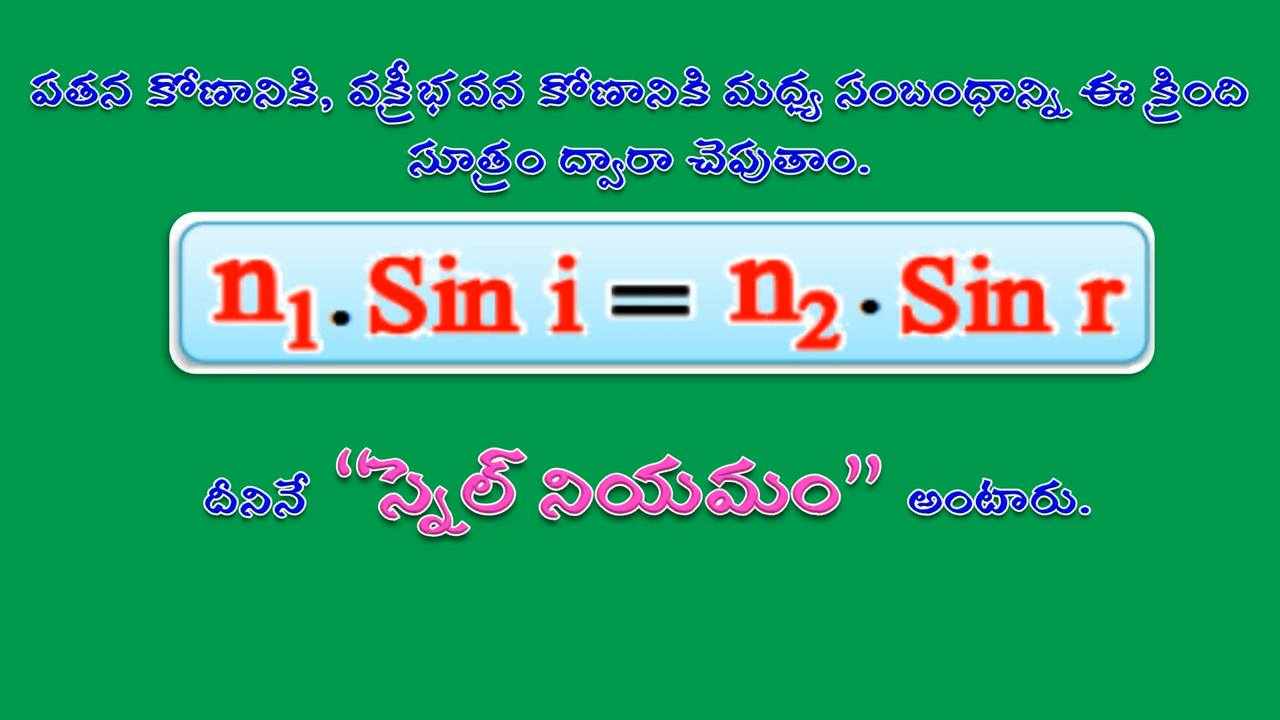 పతన కోణానికి, వక్రీభవన కోణానికి మధ్య సంబంధాన్ని ఈ క్రింది
సూత్రం ద్వారా చెపుతాం.
n₁ . Sin i = n₂ . Sin r
దీనినే “స్నెల్ నియమం” అంటారు.